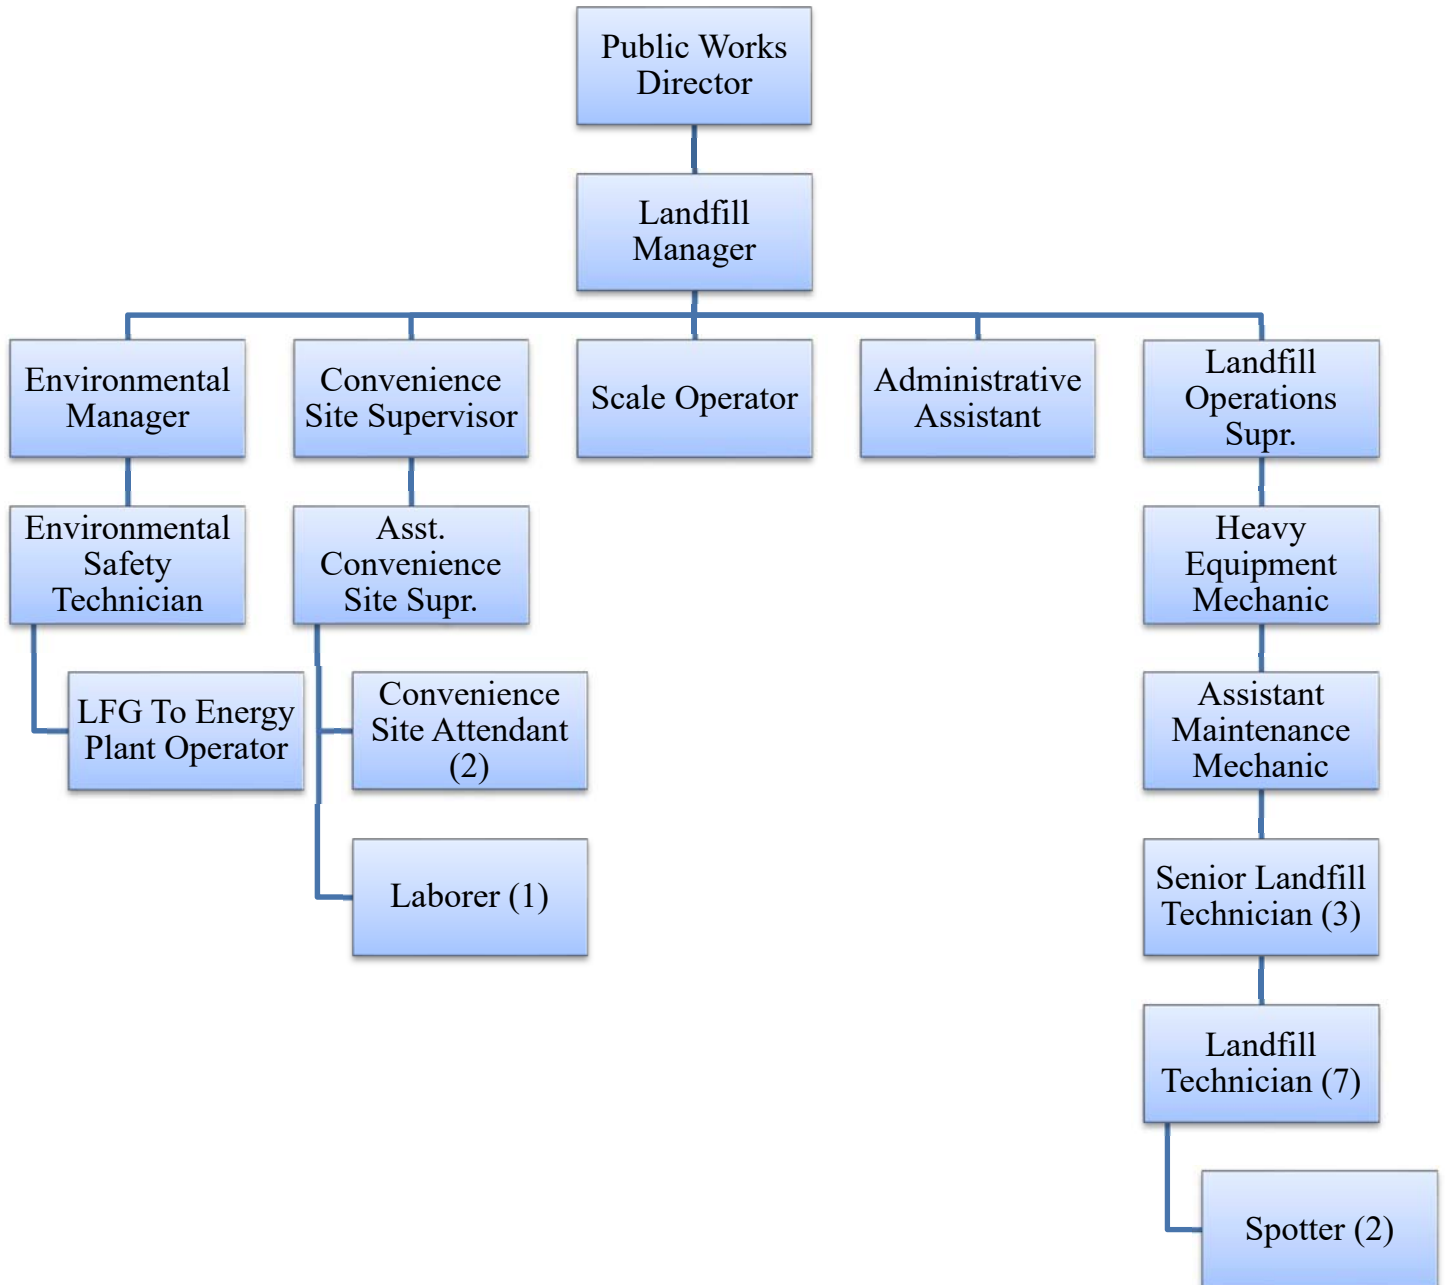 Public Works
Director
Landfill
Manager
Environmental
Manager
Convenience
Site Supervisor
Scale Operator
Administrative
Assistant
Landfill
Operations
Supr.
Environmental
Safety
Technician
Asst.
Convenience
Site Supr.
Heavy
Equipment
Mechanic
LFG To Energy
Plant Operator
Convenience
Site Attendant
(2)
Assistant
Maintenance
Mechanic
Laborer (1)
Senior Landfill
Technician (3)
Landfill
Technician (7)
Spotter (2)